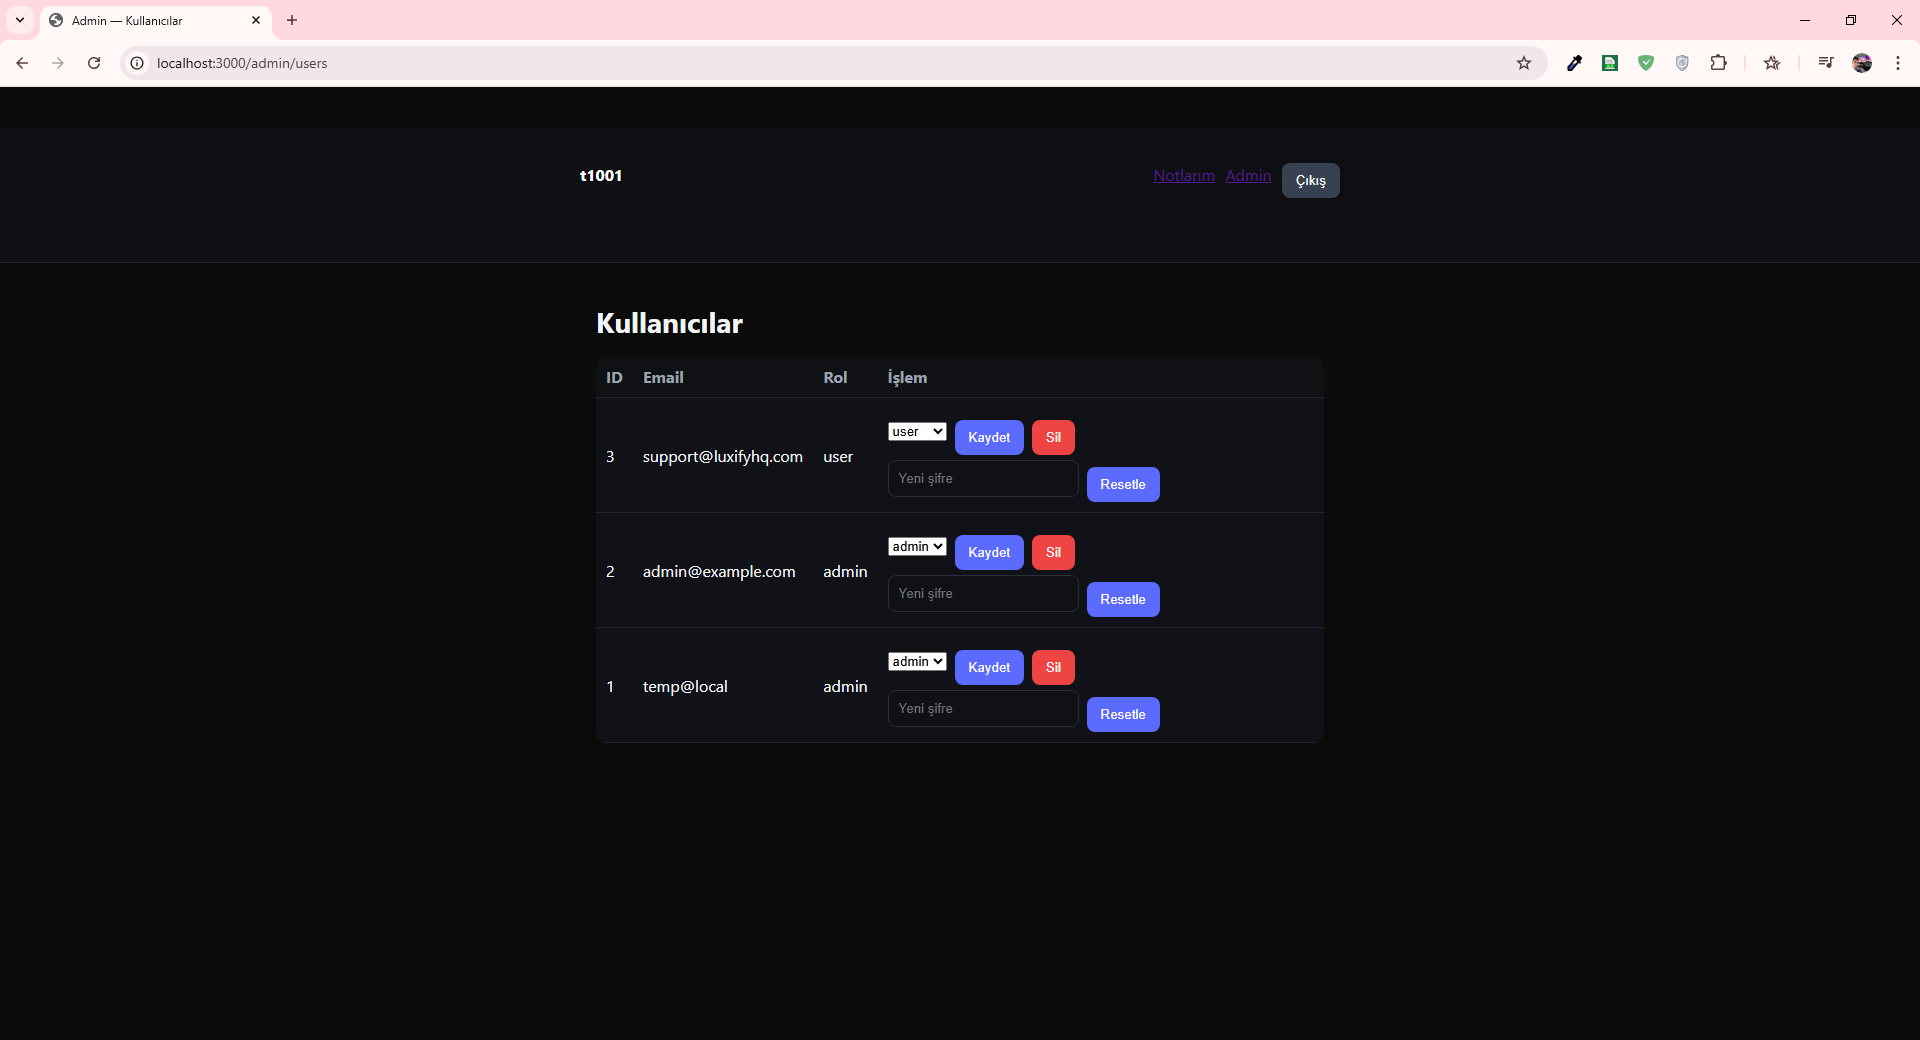 Admin — Kullanıcılar
localhost:3000/admin/users
t1001 Notlarım Admin Çıkış
Kullanıcılar
ID Email Rol İşlem
user Kaydet Sil
3 support@luxifyhq.com user
Yeni şifre Resetle
admin Kaydet Sil
2 admin@example.com admin
Yeni şifre Resetle
admin Kaydet Sil
1 temp@local admin
Yeni şifre Resetle